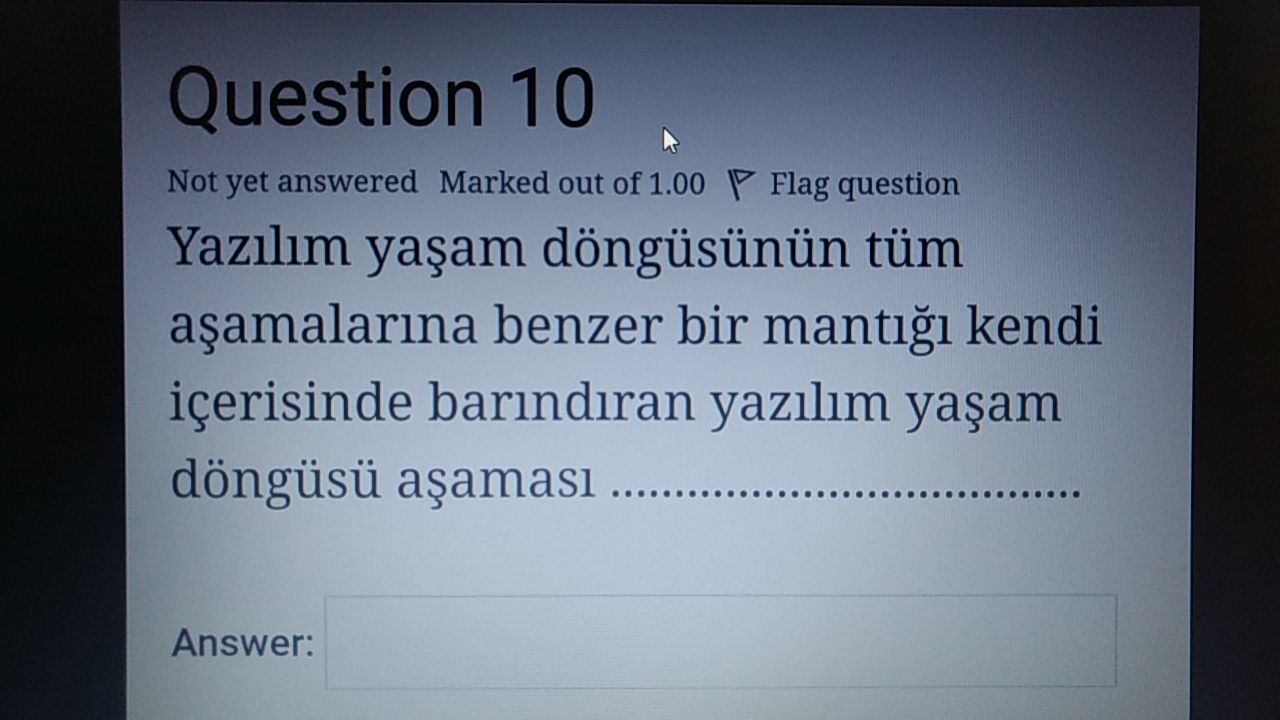 Question 10
Not yet answered Marked out of 1.00 Flag question
Yazılım yaşam döngüsünün tüm
aşamalarına benzer bir mantığı kendi
içerisinde barındıran yazılım yaşam
döngüsü aşaması .....................................
Answer: